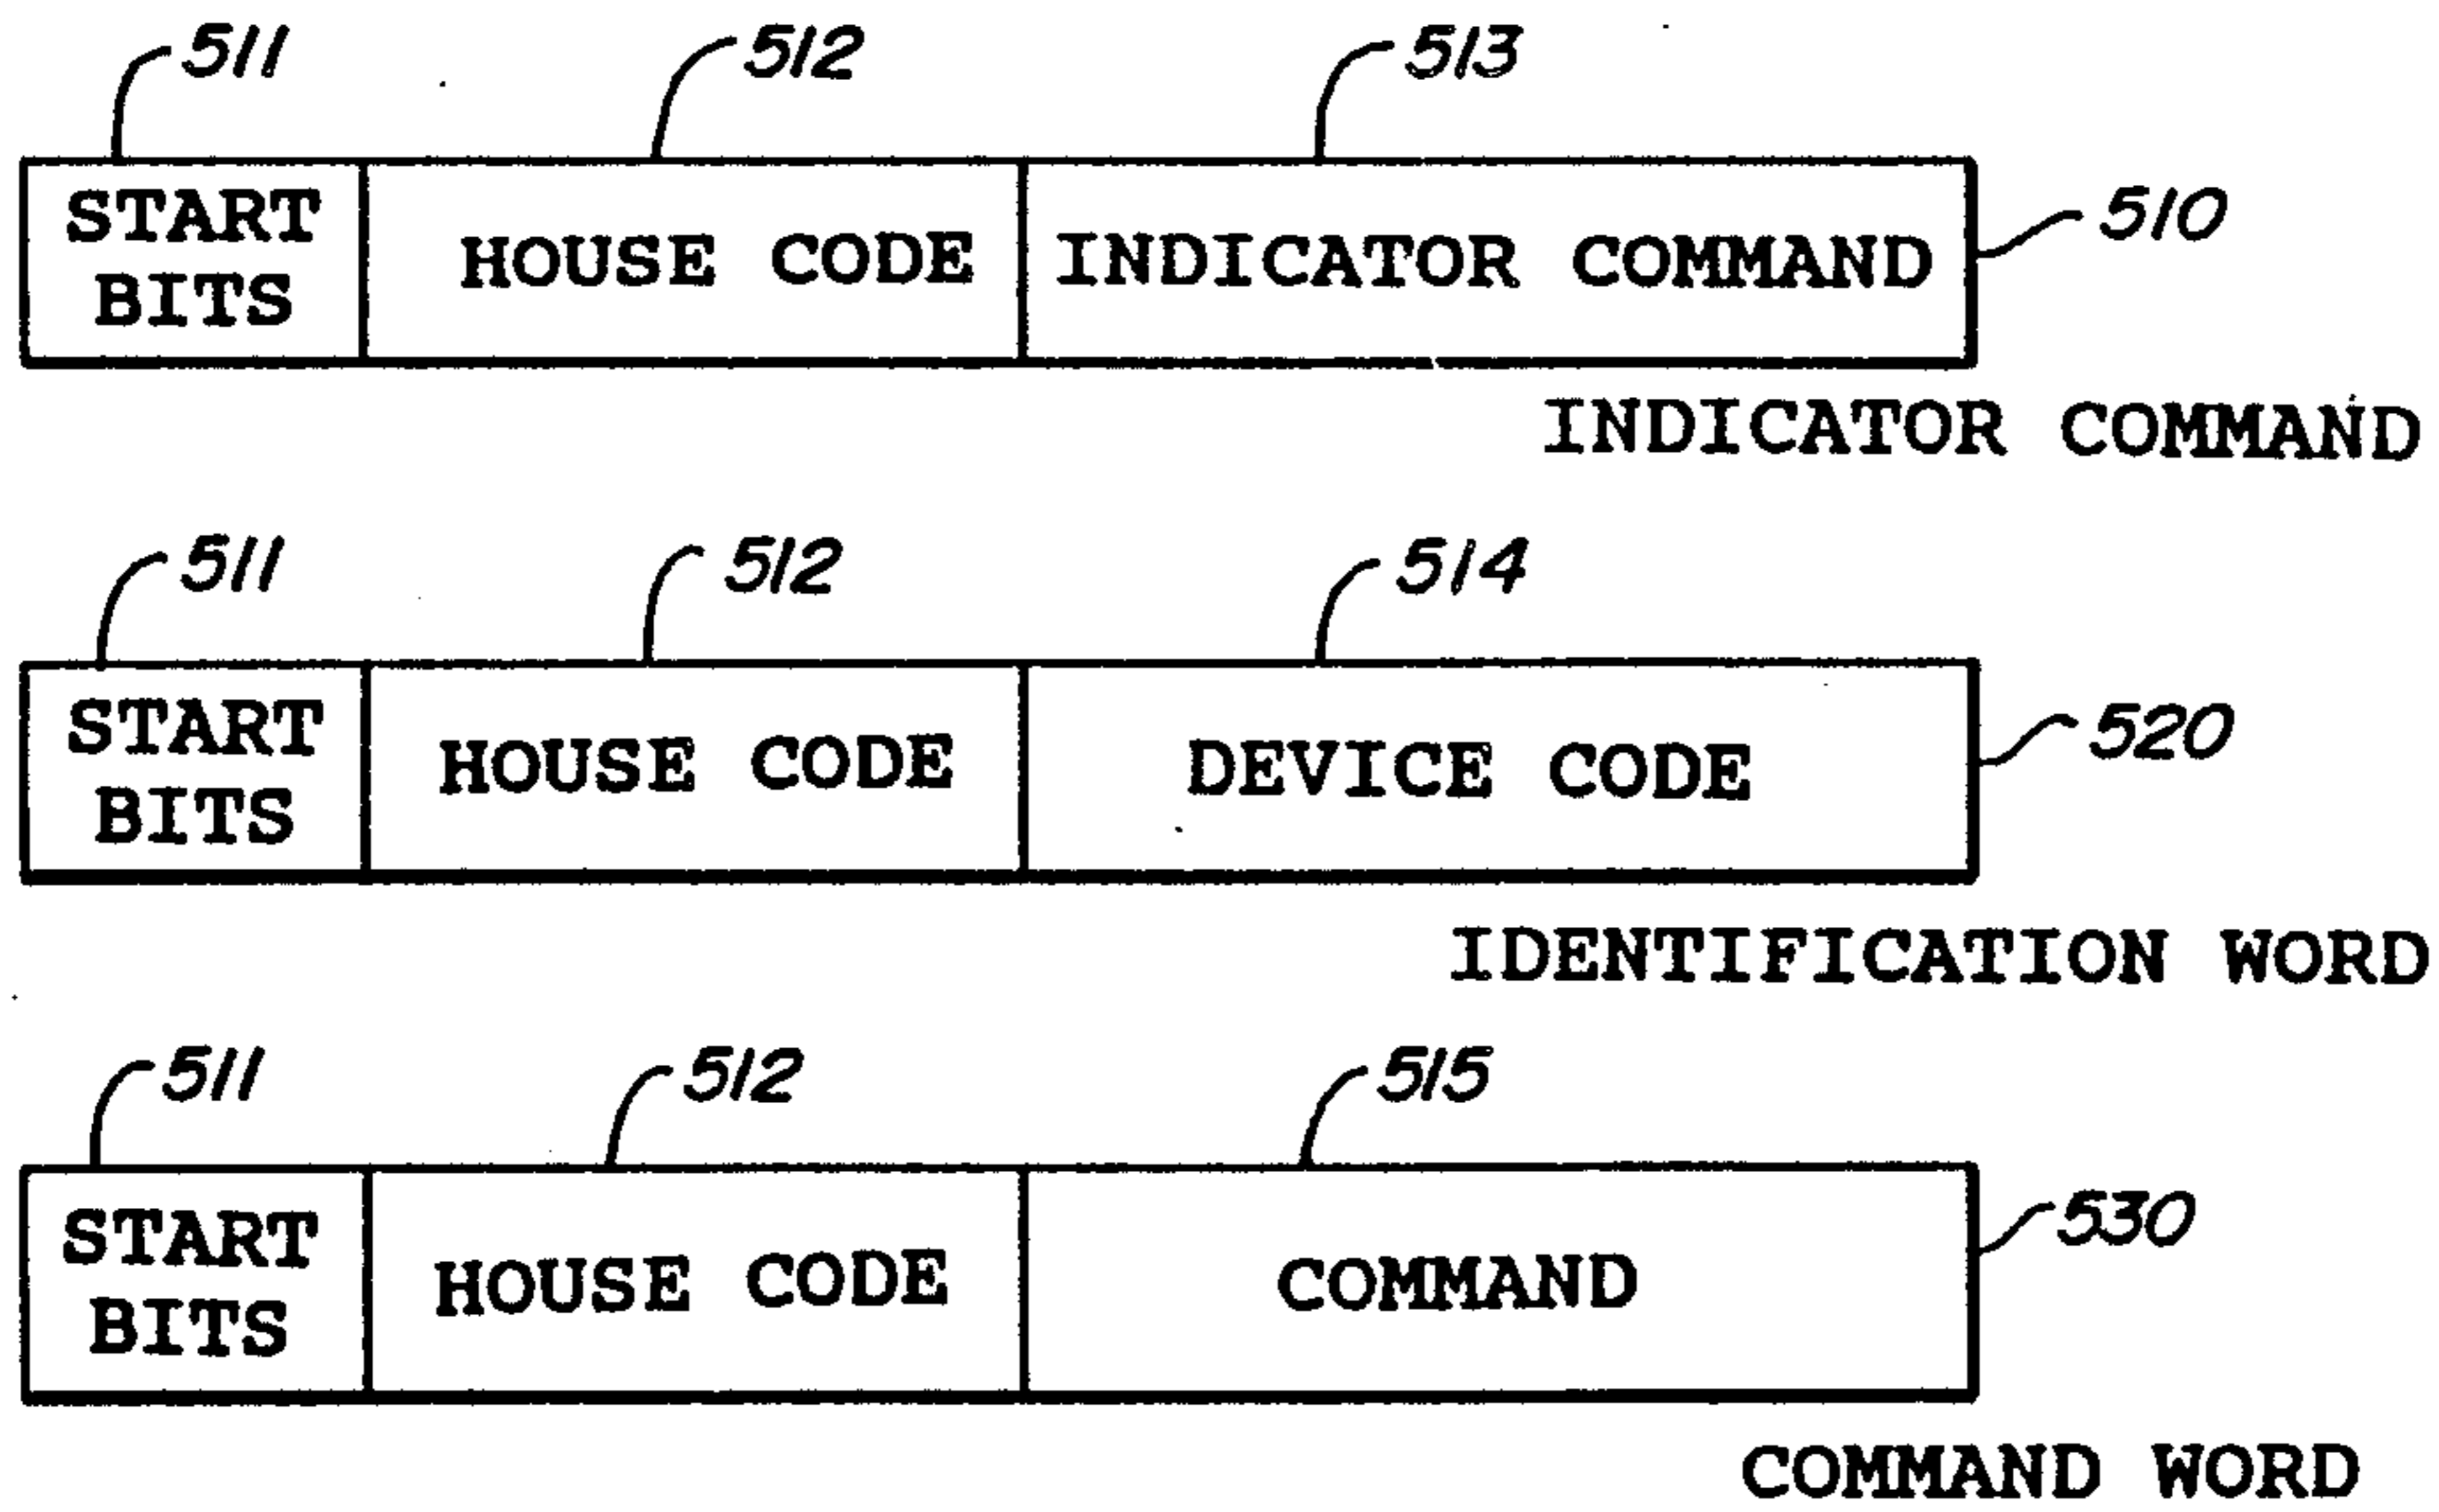 511 512 513
START BITS HOUSE CODE INDICATOR COMMAND 510
INDICATOR COMMAND
511 512 514
START BITS HOUSE CODE DEVICE CODE 520
IDENTIFICATION WORD
511 512 515
START BITS HOUSE CODE COMMAND 530
COMMAND WORD